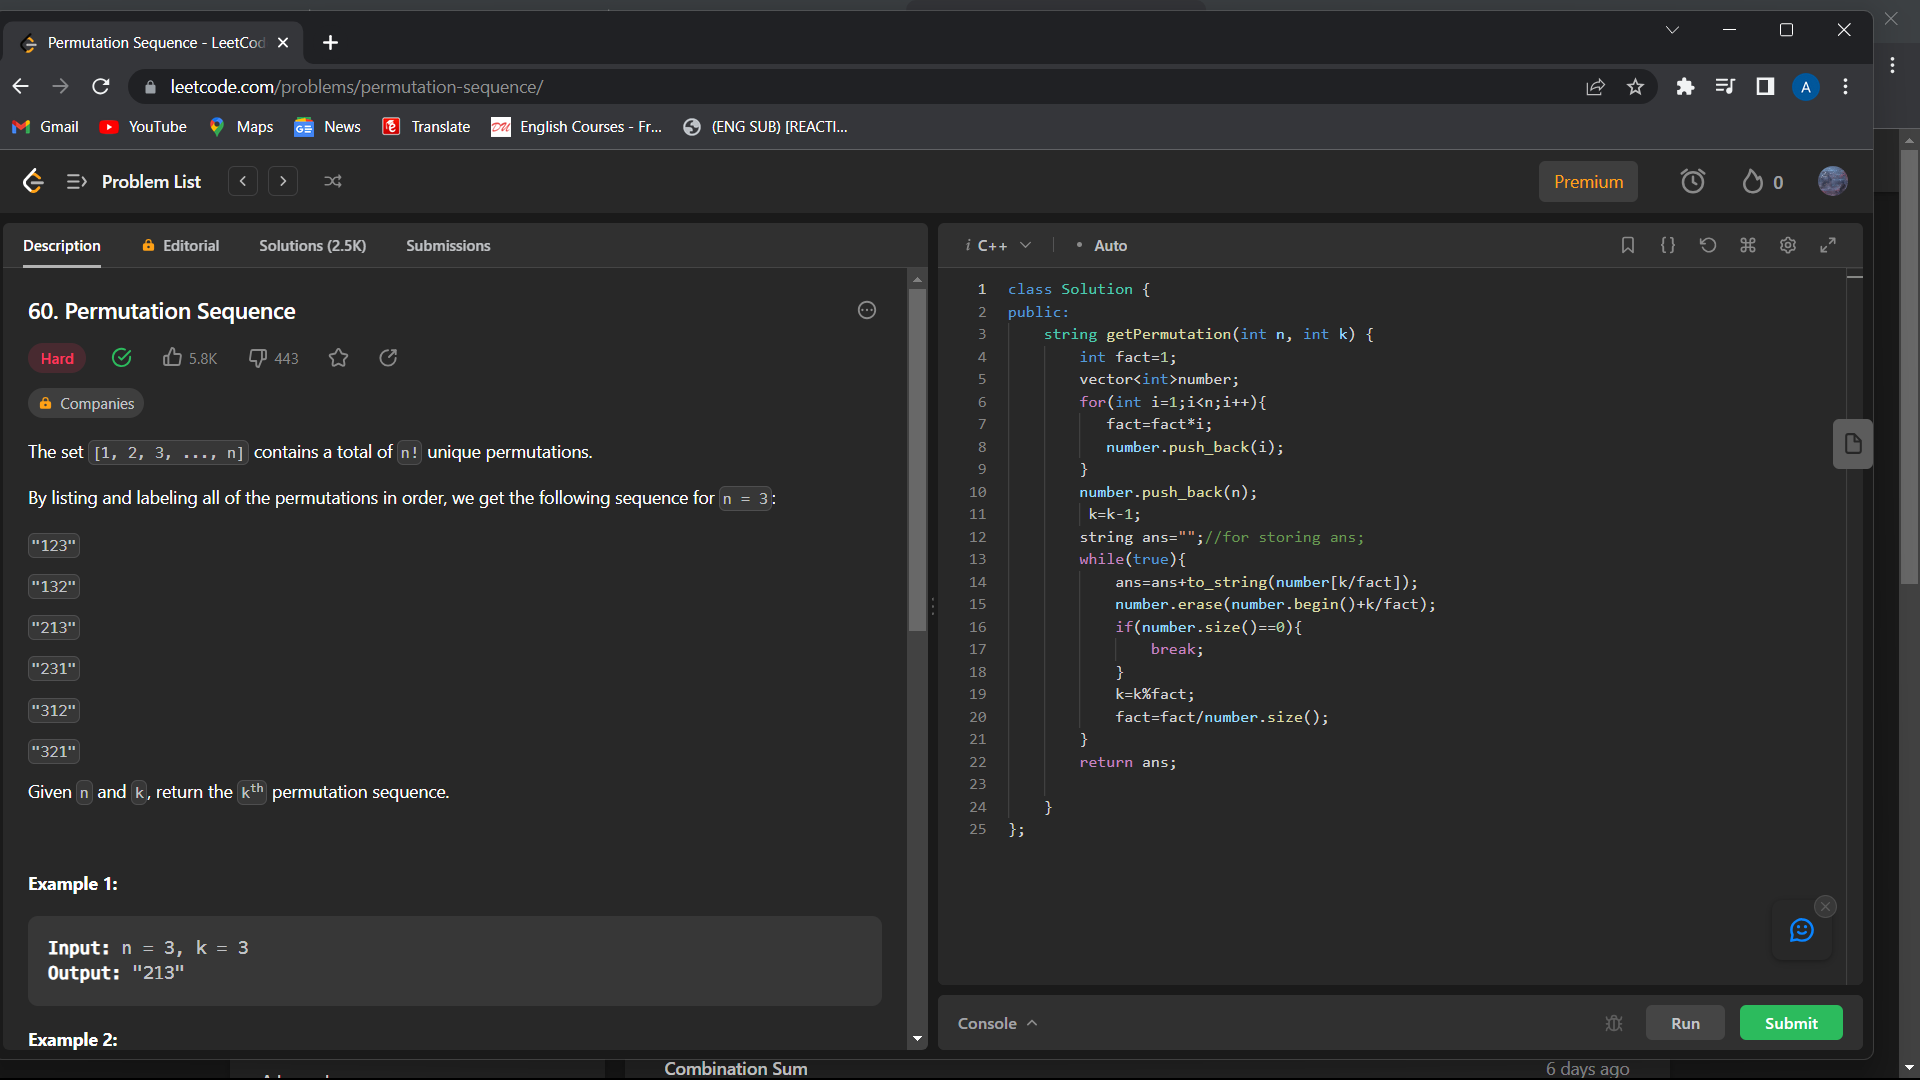 Permutation Sequence - LeetCod
leetcode.com/problems/permutation-sequence/
A
Gmail
YouTube
Maps
News
Translate
English Courses - Fr...
(ENG SUB) [REACTI...
Problem List
Premium
0
Description
Editorial
Solutions (2.5K)
Submissions
60. Permutation Sequence
Hard
5.8K
443
Companies
The set [1, 2, 3, ..., n] contains a total of n! unique permutations.
By listing and labeling all of the permutations in order, we get the following sequence for n = 3:
"123"
"132"
"213"
"231"
"312"
"321"
Given n and k, return the kth permutation sequence.
Example 1:
Input: n = 3, k = 3
Output: "213"
Example 2:
i C++
• Auto
1 class Solution {
2 public:
3     string getPermutation(int n, int k) {
4         int fact=1;
5         vector<int>number;
6         for(int i=1;i<n;i++){
7            fact=fact*i;
8            number.push_back(i);
9         }
10         number.push_back(n);
11          k=k-1;
12         string ans="";//for storing ans;
13         while(true){
14             ans=ans+to_string(number[k/fact]);
15             number.erase(number.begin()+k/fact);
16             if(number.size()==0){
17                 break;
18             }
19             k=k%fact;
20             fact=fact/number.size();
21         }
22         return ans;
23
24     }
25 };
Console
Run
Submit
Combination Sum
6 days ago